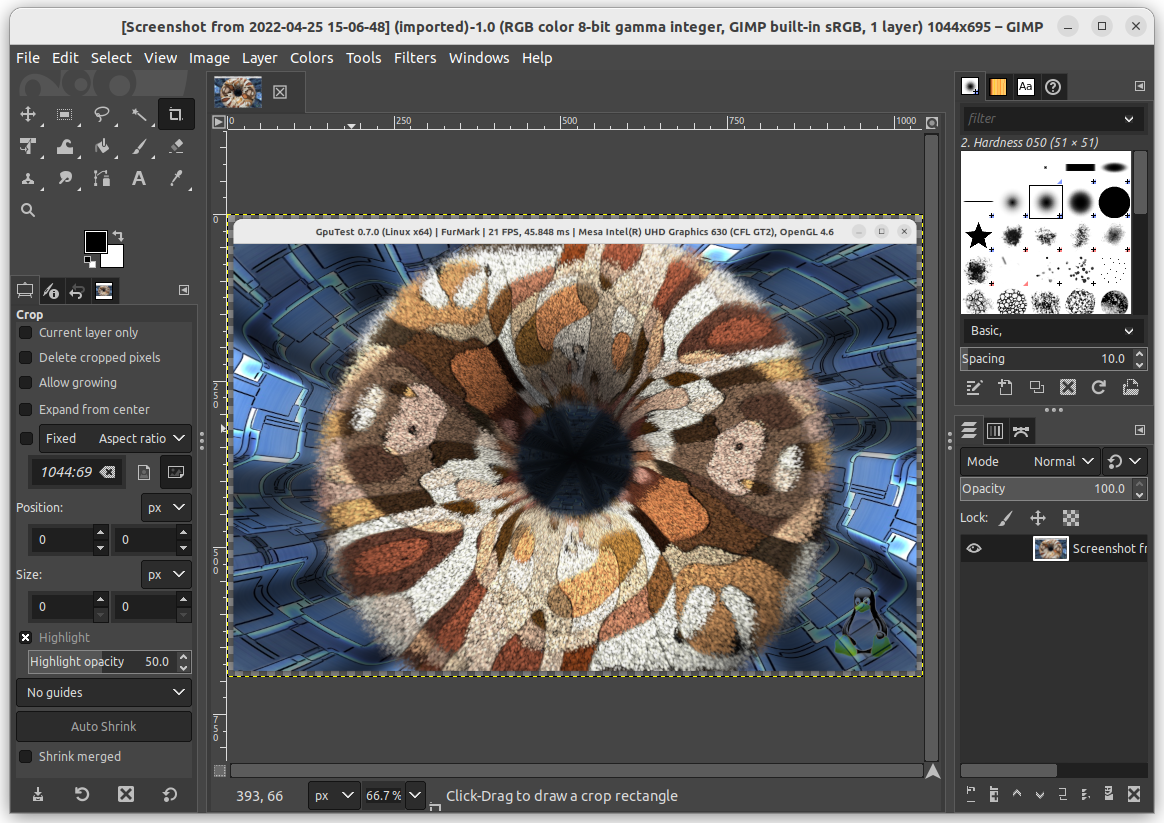 [Screenshot from 2022-04-25 15-06-48] (imported)-1.0 (RGB color 8-bit gamma integer, GIMP built-in sRGB, 1 layer) 1044x695 – GIMP
File Edit Select View Image Layer Colors Tools Filters Windows Help
0 250 500 750 1000
filter
2. Hardness 050 (51 × 51)
Basic,
Spacing 10.0
Mode Normal
Opacity 100.0
Lock:
Screenshot fr
Crop
Current layer only
Delete cropped pixels
Allow growing
Expand from center
Fixed Aspect ratio
1044:69
Position: px
0 0
Size: px
0 0
Highlight
Highlight opacity 50.0
No guides
Auto Shrink
Shrink merged
0
250
500
750
GpuTest 0.7.0 (Linux x64) | FurMark | 21 FPS, 45.848 ms | Mesa Intel(R) UHD Graphics 630 (CFL GT2), OpenGL 4.6
393, 66 px 66.7 % Click-Drag to draw a crop rectangle
Aa
A